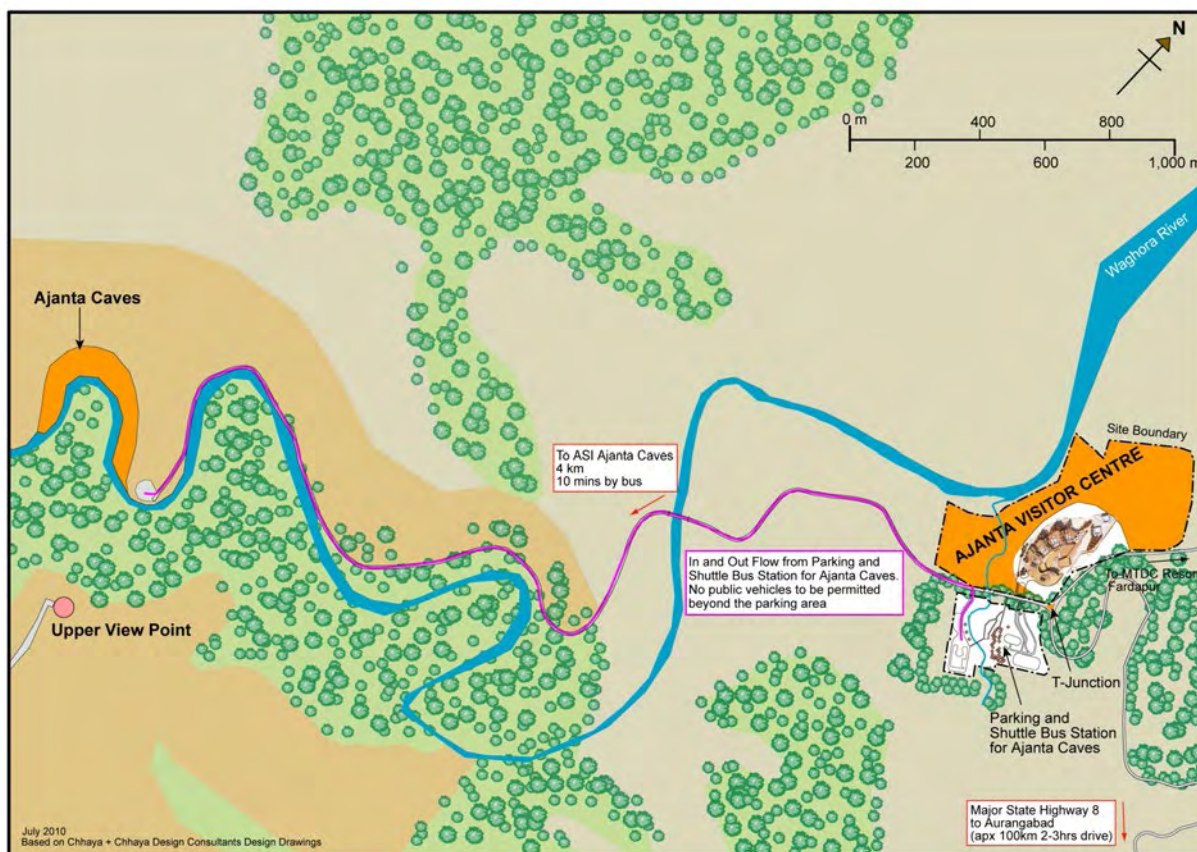 N
0 m
400
800
200
600
1,000 m
Waghora River
Ajanta Caves
Site Boundary
To ASI Ajanta Caves
4 km
10 mins by bus
AJANTA VISITOR CENTRE
In and Out Flow from Parking and
Shuttle Bus Station for Ajanta Caves.
No public vehicles to be permitted
beyond the parking area
To MTDC Resor
Fardapur
Upper View Point
T-Junction
Parking and
Shuttle Bus Station
for Ajanta Caves
Major State Highway 8
to Aurangabad
(apx 100km 2-3hrs drive)
July 2010
Based on Chhaya + Chhaya Design Consultants Design Drawings